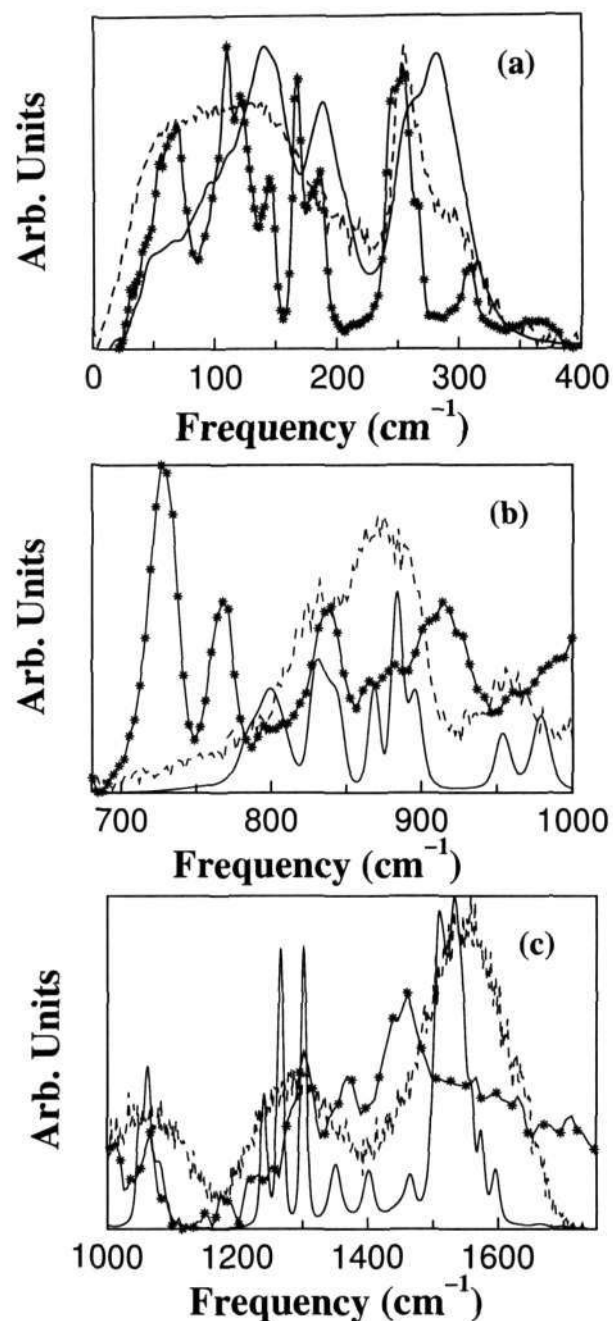 (a)
Arb. Units
0 100 200 300 400
Frequency (cm⁻¹)
(b)
Arb. Units
700 800 900 1000
Frequency (cm⁻¹)
(c)
Arb. Units
1000 1200 1400 1600
Frequency (cm⁻¹)